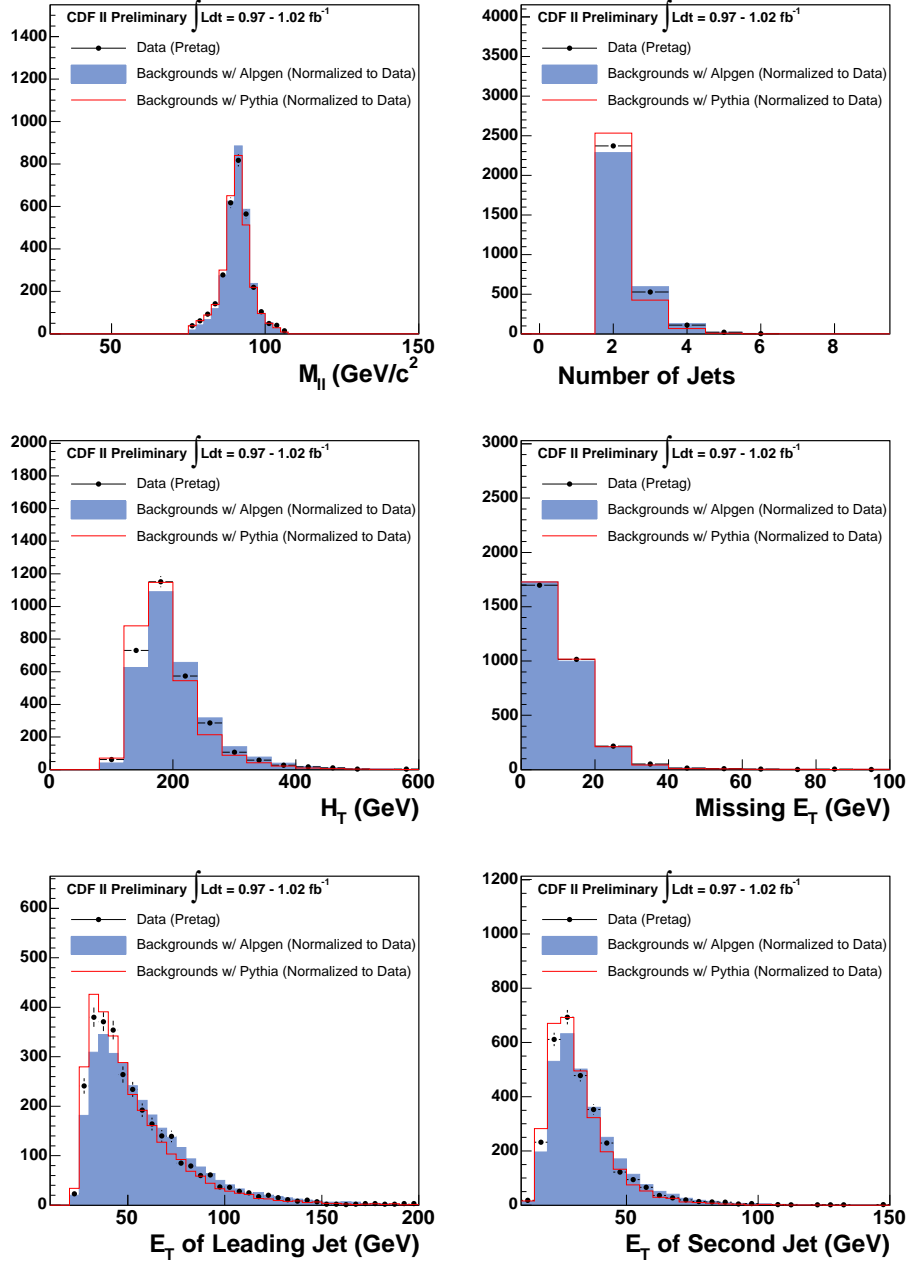 CDF II Preliminary ∫ Ldt = 0.97 - 1.02 fb⁻¹
Data (Pretag)
Backgrounds w/ Alpgen (Normalized to Data)
Backgrounds w/ Pythia (Normalized to Data)
1400
1200
1000
800
600
400
200
0
50 100 150
M_ll (GeV/c²
CDF II Preliminary ∫ Ldt = 0.97 - 1.02 fb⁻¹
Data (Pretag)
Backgrounds w/ Alpgen (Normalized to Data)
Backgrounds w/ Pythia (Normalized to Data)
4000
3500
3000
2500
2000
1500
1000
500
0
0 2 4 6 8
Number of Jets
CDF II Preliminary ∫ Ldt = 0.97 - 1.02 fb⁻¹
Data (Pretag)
Backgrounds w/ Alpgen (Normalized to Data)
Backgrounds w/ Pythia (Normalized to Data)
2000
1800
1600
1400
1200
1000
800
600
400
200
0
0 200 400 600
H_T (GeV)
CDF II Preliminary ∫ Ldt = 0.97 - 1.02 fb⁻¹
Data (Pretag)
Backgrounds w/ Alpgen (Normalized to Data)
Backgrounds w/ Pythia (Normalized to Data)
3000
2500
2000
1500
1000
500
0
0 20 40 60 80 100
Missing E_T (GeV)
CDF II Preliminary ∫ Ldt = 0.97 - 1.02 fb⁻¹
Data (Pretag)
Backgrounds w/ Alpgen (Normalized to Data)
Backgrounds w/ Pythia (Normalized to Data)
600
500
400
300
200
100
0
50 100 150 200
E_T of Leading Jet (GeV)
CDF II Preliminary ∫ Ldt = 0.97 - 1.02 fb⁻¹
Data (Pretag)
Backgrounds w/ Alpgen (Normalized to Data)
Backgrounds w/ Pythia (Normalized to Data)
1200
1000
800
600
400
200
0
50 100 150
E_T of Second Jet (GeV)